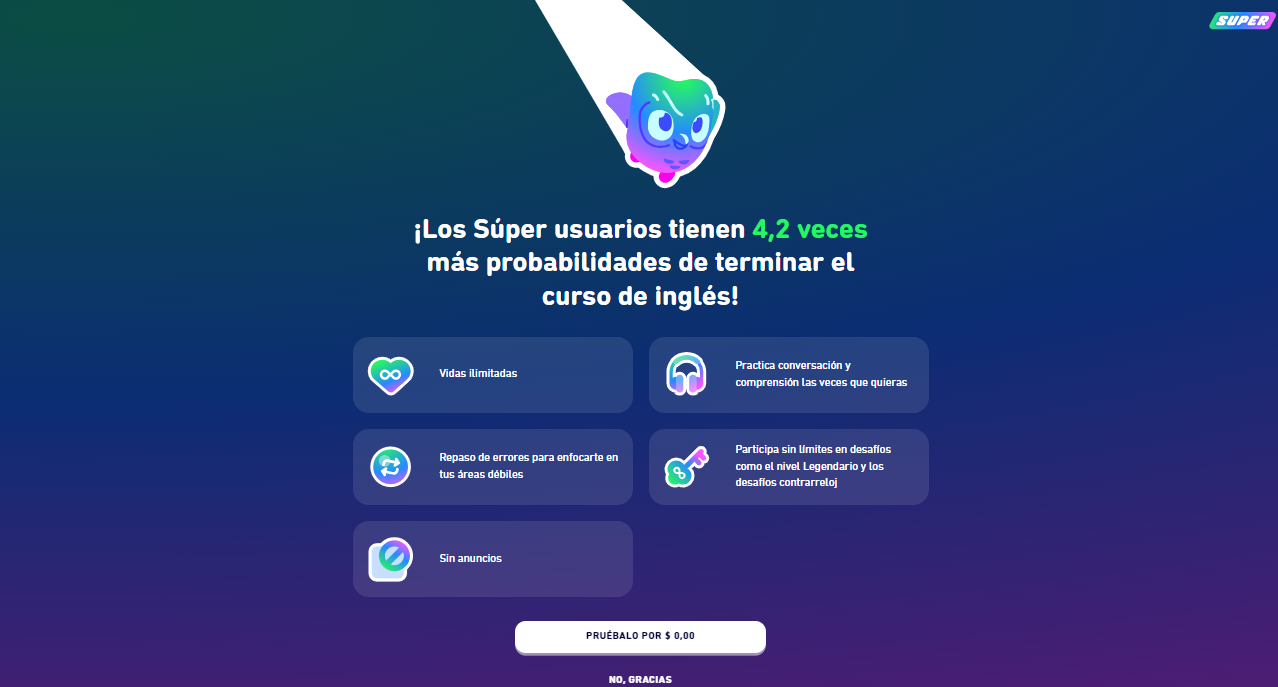 SUPER
¡Los Súper usuarios tienen 4,2 veces
más probabilidades de terminar el
curso de inglés!
Vidas ilimitadas
Practica conversación y
comprensión las veces que quieras
Repaso de errores para enfocarte en
tus áreas débiles
Participa sin límites en desafíos
como el nivel Legendario y los
desafíos contrarreloj
Sin anuncios
PRUÉBALO POR $ 0,00
NO, GRACIAS